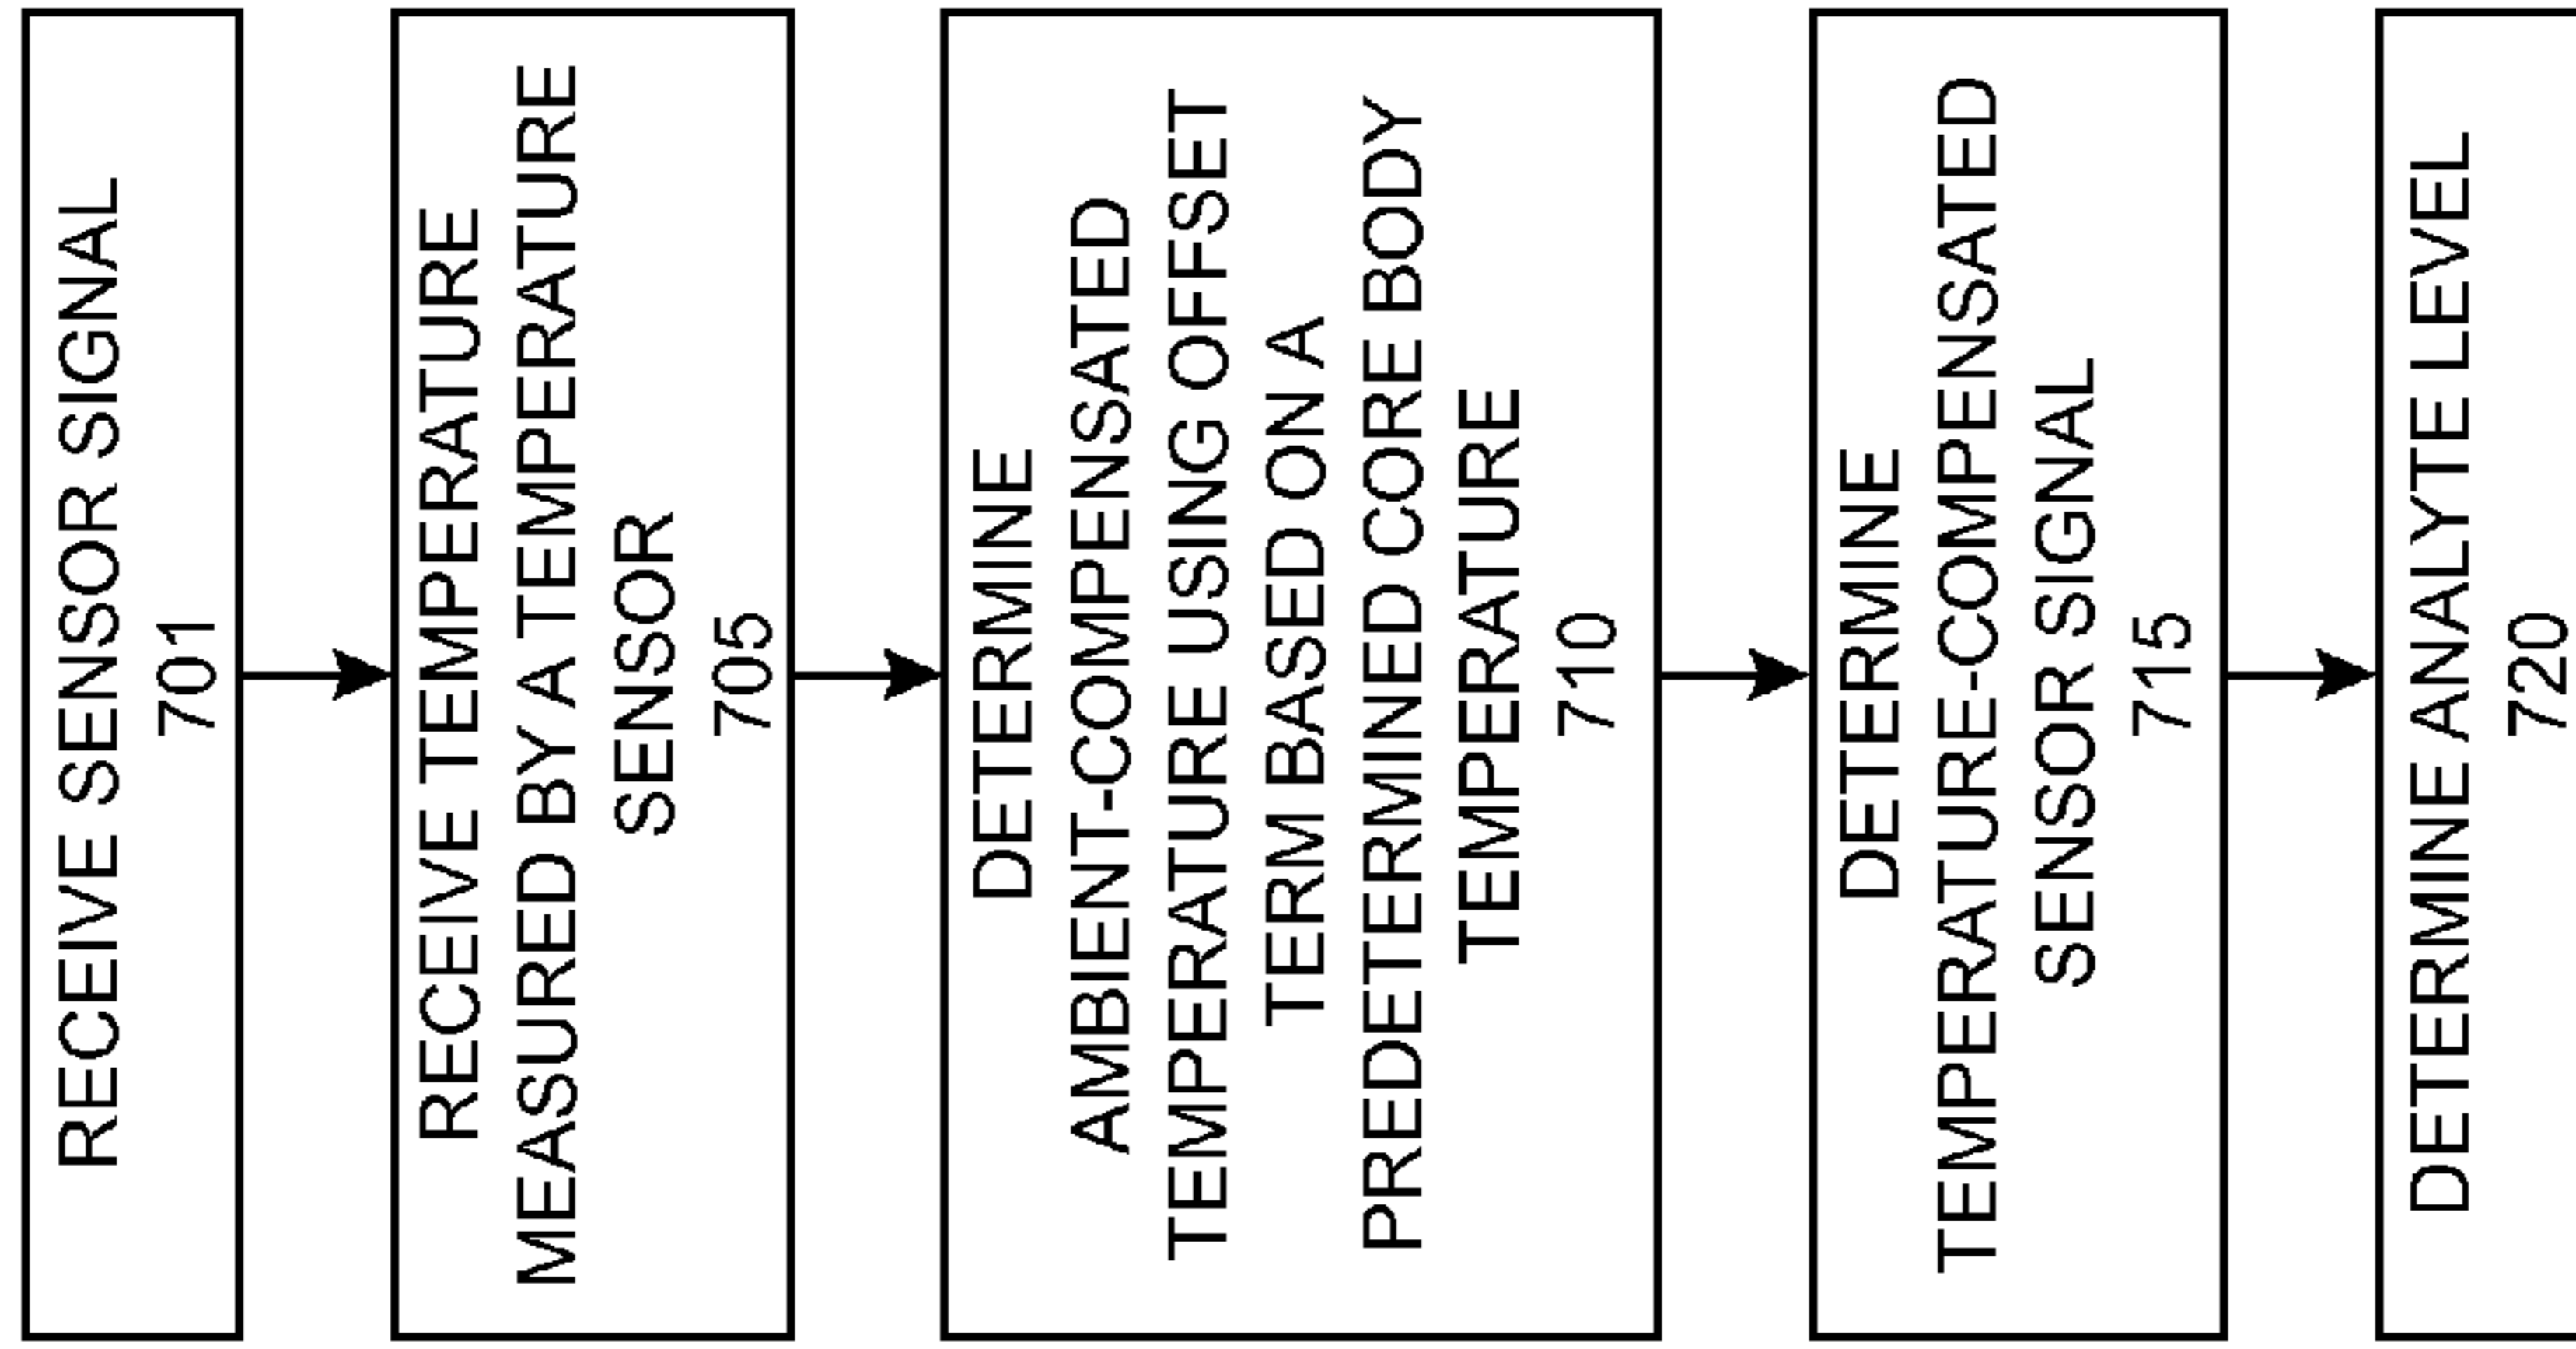 RECEIVE SENSOR SIGNAL
701
RECEIVE TEMPERATURE
MEASURED BY A TEMPERATURE
SENSOR
705
DETERMINE
AMBIENT-COMPENSATED
TEMPERATURE USING OFFSET
TERM BASED ON A
PREDETERMINED CORE BODY
TEMPERATURE
710
DETERMINE
TEMPERATURE-COMPENSATED
SENSOR SIGNAL
715
DETERMINE ANALYTE LEVEL
720